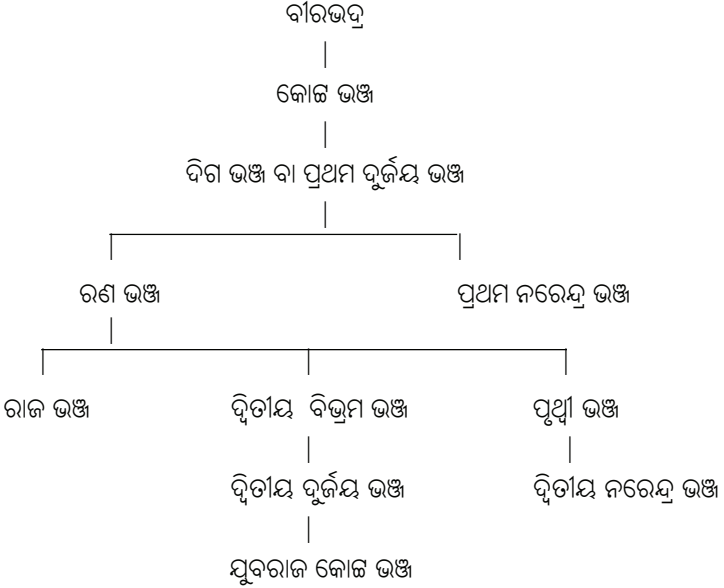 ବୀରଭଦ୍ର
କୋଟ୍ଟ ଭଞ୍ଜ
ଦିଗ ଭଞ୍ଜ ବା ପ୍ରଥମ ଦୁର୍ଜୟ ଭଞ୍ଜ
ରଣ ଭଞ୍ଜ ପ୍ରଥମ ନରେନ୍ଦ୍ର ଭଞ୍ଜ
ରାଜ ଭଞ୍ଜ ଦ୍ୱିତୀୟ ବିଭ୍ରମ ଭଞ୍ଜ ପୃଥ୍ୱୀ ଭଞ୍ଜ
ଦ୍ୱିତୀୟ ଦୁର୍ଜୟ ଭଞ୍ଜ ଦ୍ୱିତୀୟ ନରେନ୍ଦ୍ର ଭଞ୍ଜ
ଯୁବରାଜ କୋଟ୍ଟ ଭଞ୍ଜ